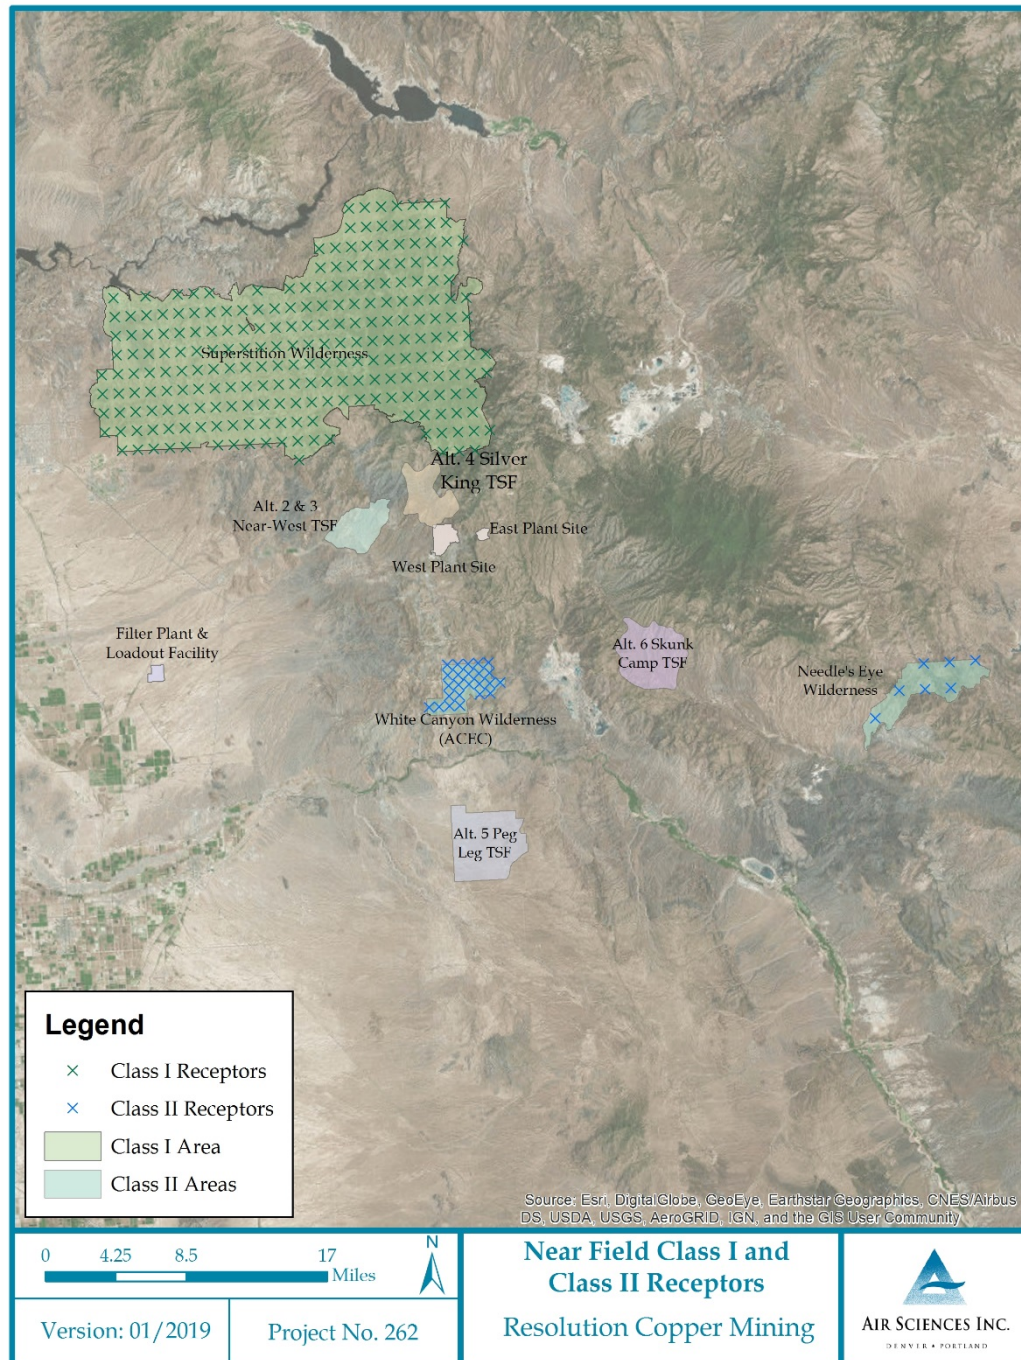 Superstition Wilderness
Alt. 4 Silver
King TSF
Alt. 2 & 3
Near-West TSF
East Plant Site
West Plant Site
Filter Plant &
Loadout Facility
Alt. 6 Skunk
Camp TSF
Needle's Eye
Wilderness
White Canyon Wilderness
(ACEC)
Alt. 5 Peg
Leg TSF
Legend
Class I Receptors
Class II Receptors
Class I Area
Class II Areas
Source: Esri, DigitalGlobe, GeoEye, Earthstar Geographics, CNES/Airbus
DS, USDA, USGS, AeroGRID, IGN, and the GIS User Community
0 4.25 8.5 17
Miles
N
Near Field Class I and
Class II Receptors
Resolution Copper Mining
Version: 01/2019
Project No. 262
AIR SCIENCES INC.
DENVER • PORTLAND